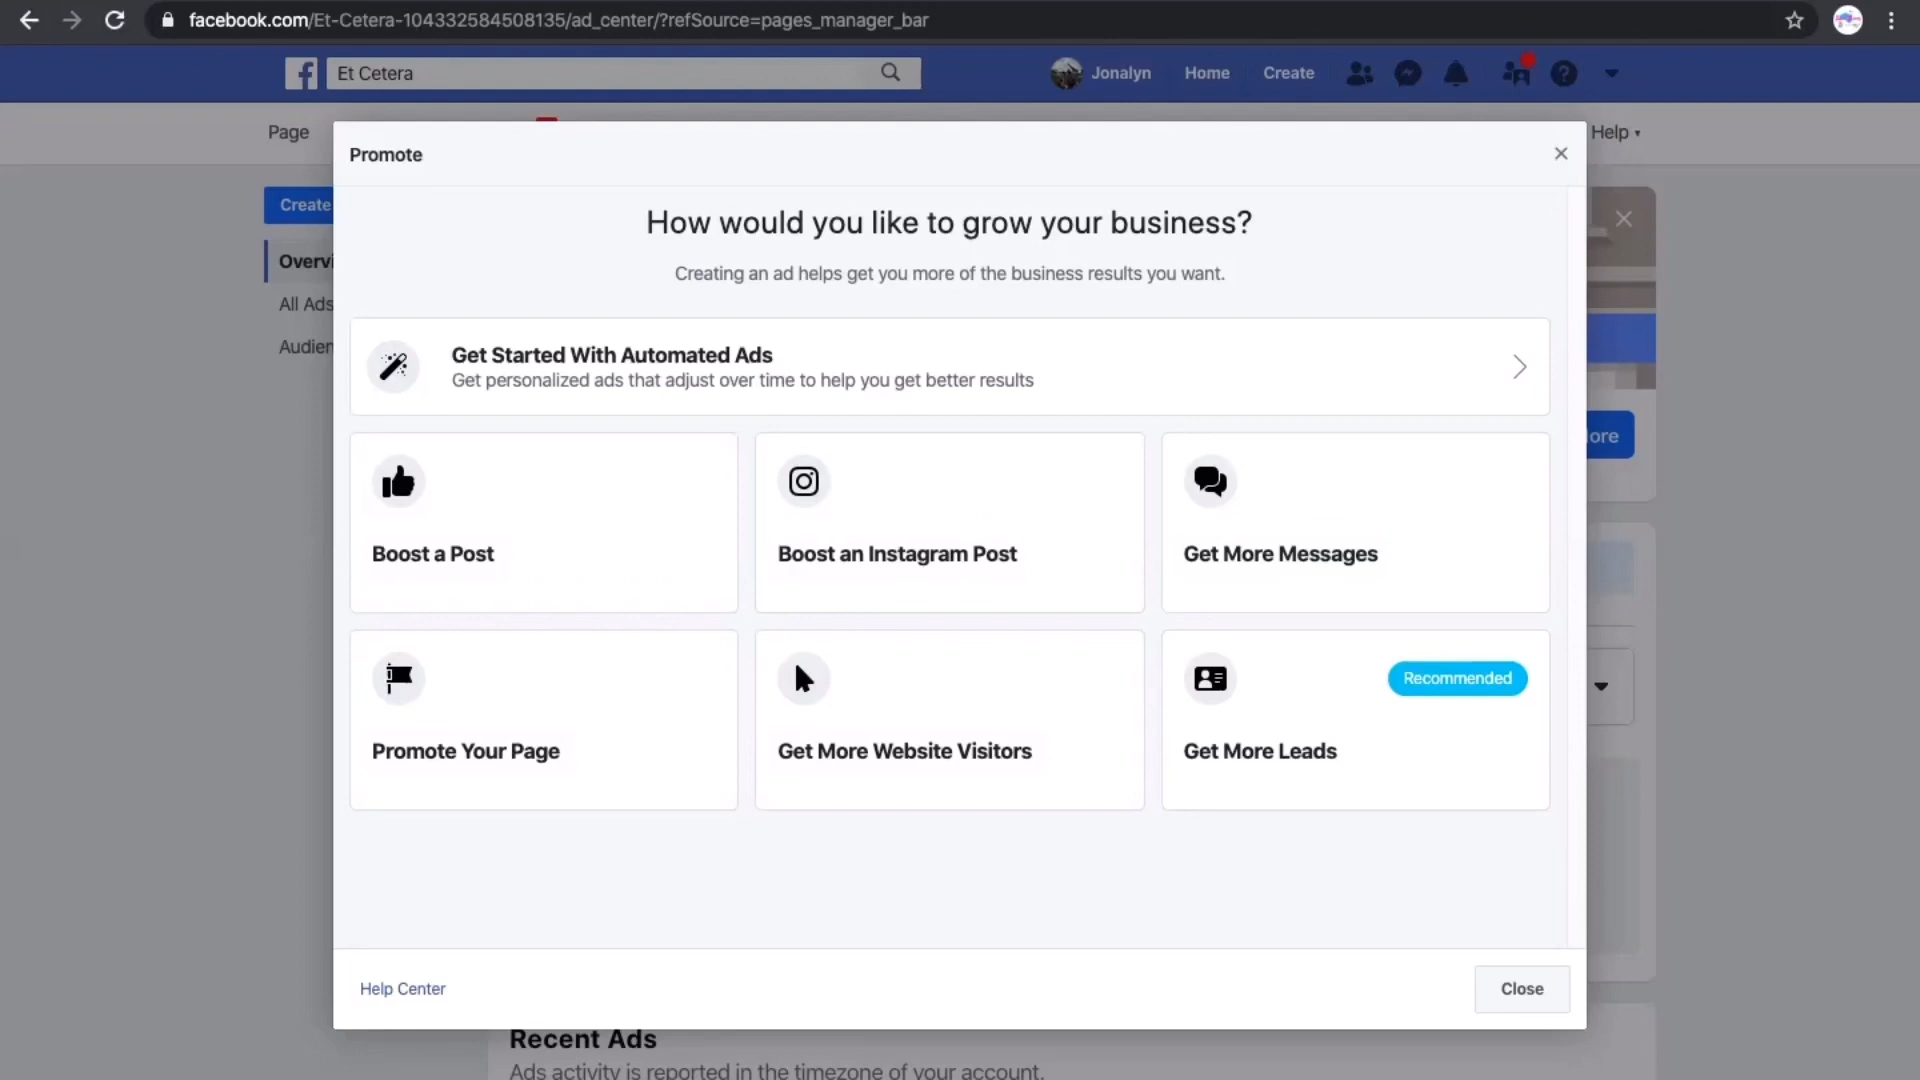 facebook.com/Et-Cetera-104332584508135/ad_center/?refSource=pages_manager_bar
Et Cetera
Jonalyn
Home
Create
Page
Help
Promote
Create
How would you like to grow your business?
Creating an ad helps get you more of the business results you want.
Overvi
All Ads
Audien
Get Started With Automated Ads
Get personalized ads that adjust over time to help you get better results
ore
Boost a Post
Boost an Instagram Post
Get More Messages
Recommended
Promote Your Page
Get More Website Visitors
Get More Leads
Help Center
Close
Recent Ads
Ads activity is reported in the timezone of your account.